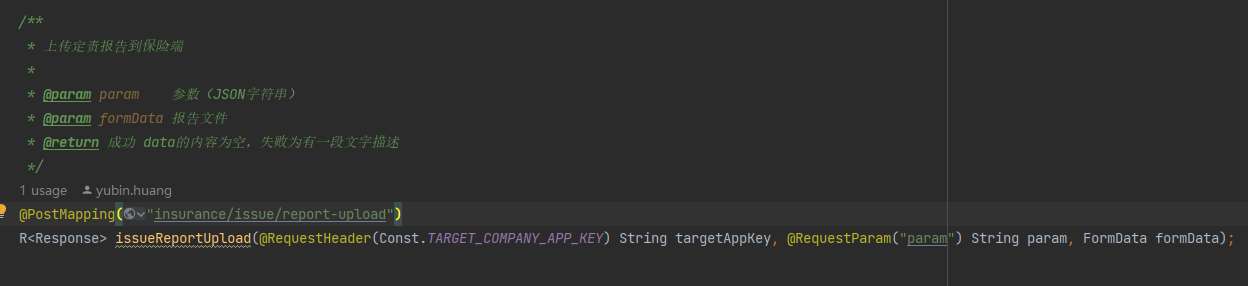 /**
 * 上传定责报告到保险端
 *
 * @param param    参数（JSON字符串）
 * @param formData 报告文件
 * @return 成功 data的内容为空，失败为有一段文字描述
 */
1 usage   yubin.huang
@PostMapping("insurance/issue/report-upload")
R<Response> issueReportUpload(@RequestHeader(Const.TARGET_COMPANY_APP_KEY) String targetAppKey, @RequestParam("param") String param, FormData formData);